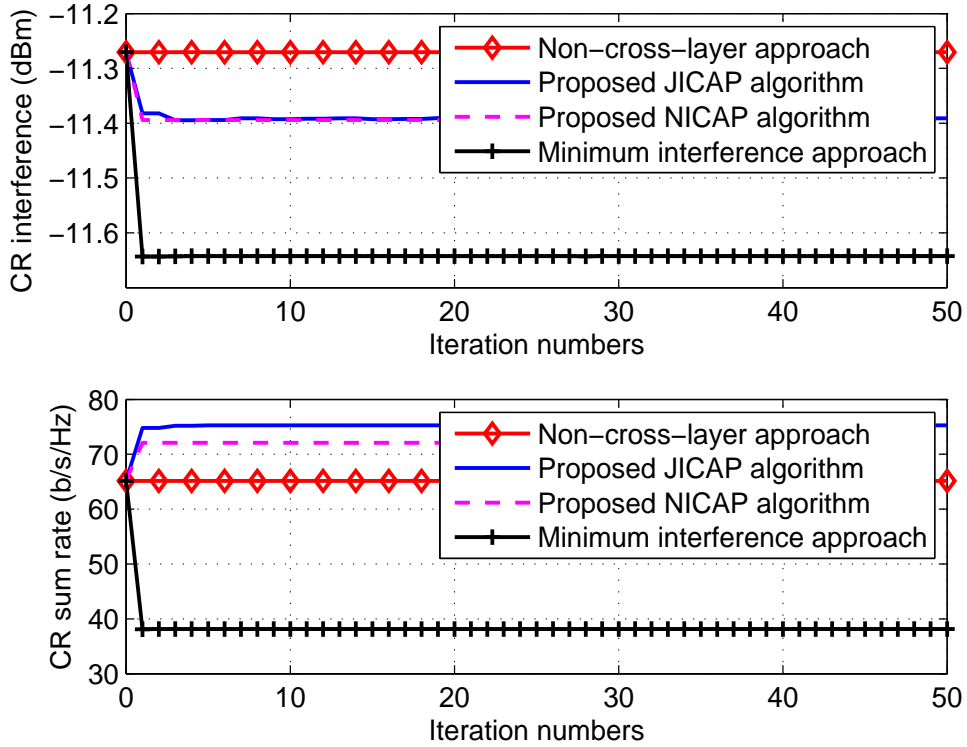 −11.2
−11.3
−11.4
−11.5
−11.6
CR interference (dBm)
Non−cross−layer approach
Proposed JICAP algorithm
Proposed NICAP algorithm
Minimum interference approach
0 10 20 30 40 50
Iteration numbers
80
70
60
50
40
30
CR sum rate (b/s/Hz)
Non−cross−layer approach
Proposed JICAP algorithm
Proposed NICAP algorithm
Minimum interference approach
0 10 20 30 40 50
Iteration numbers